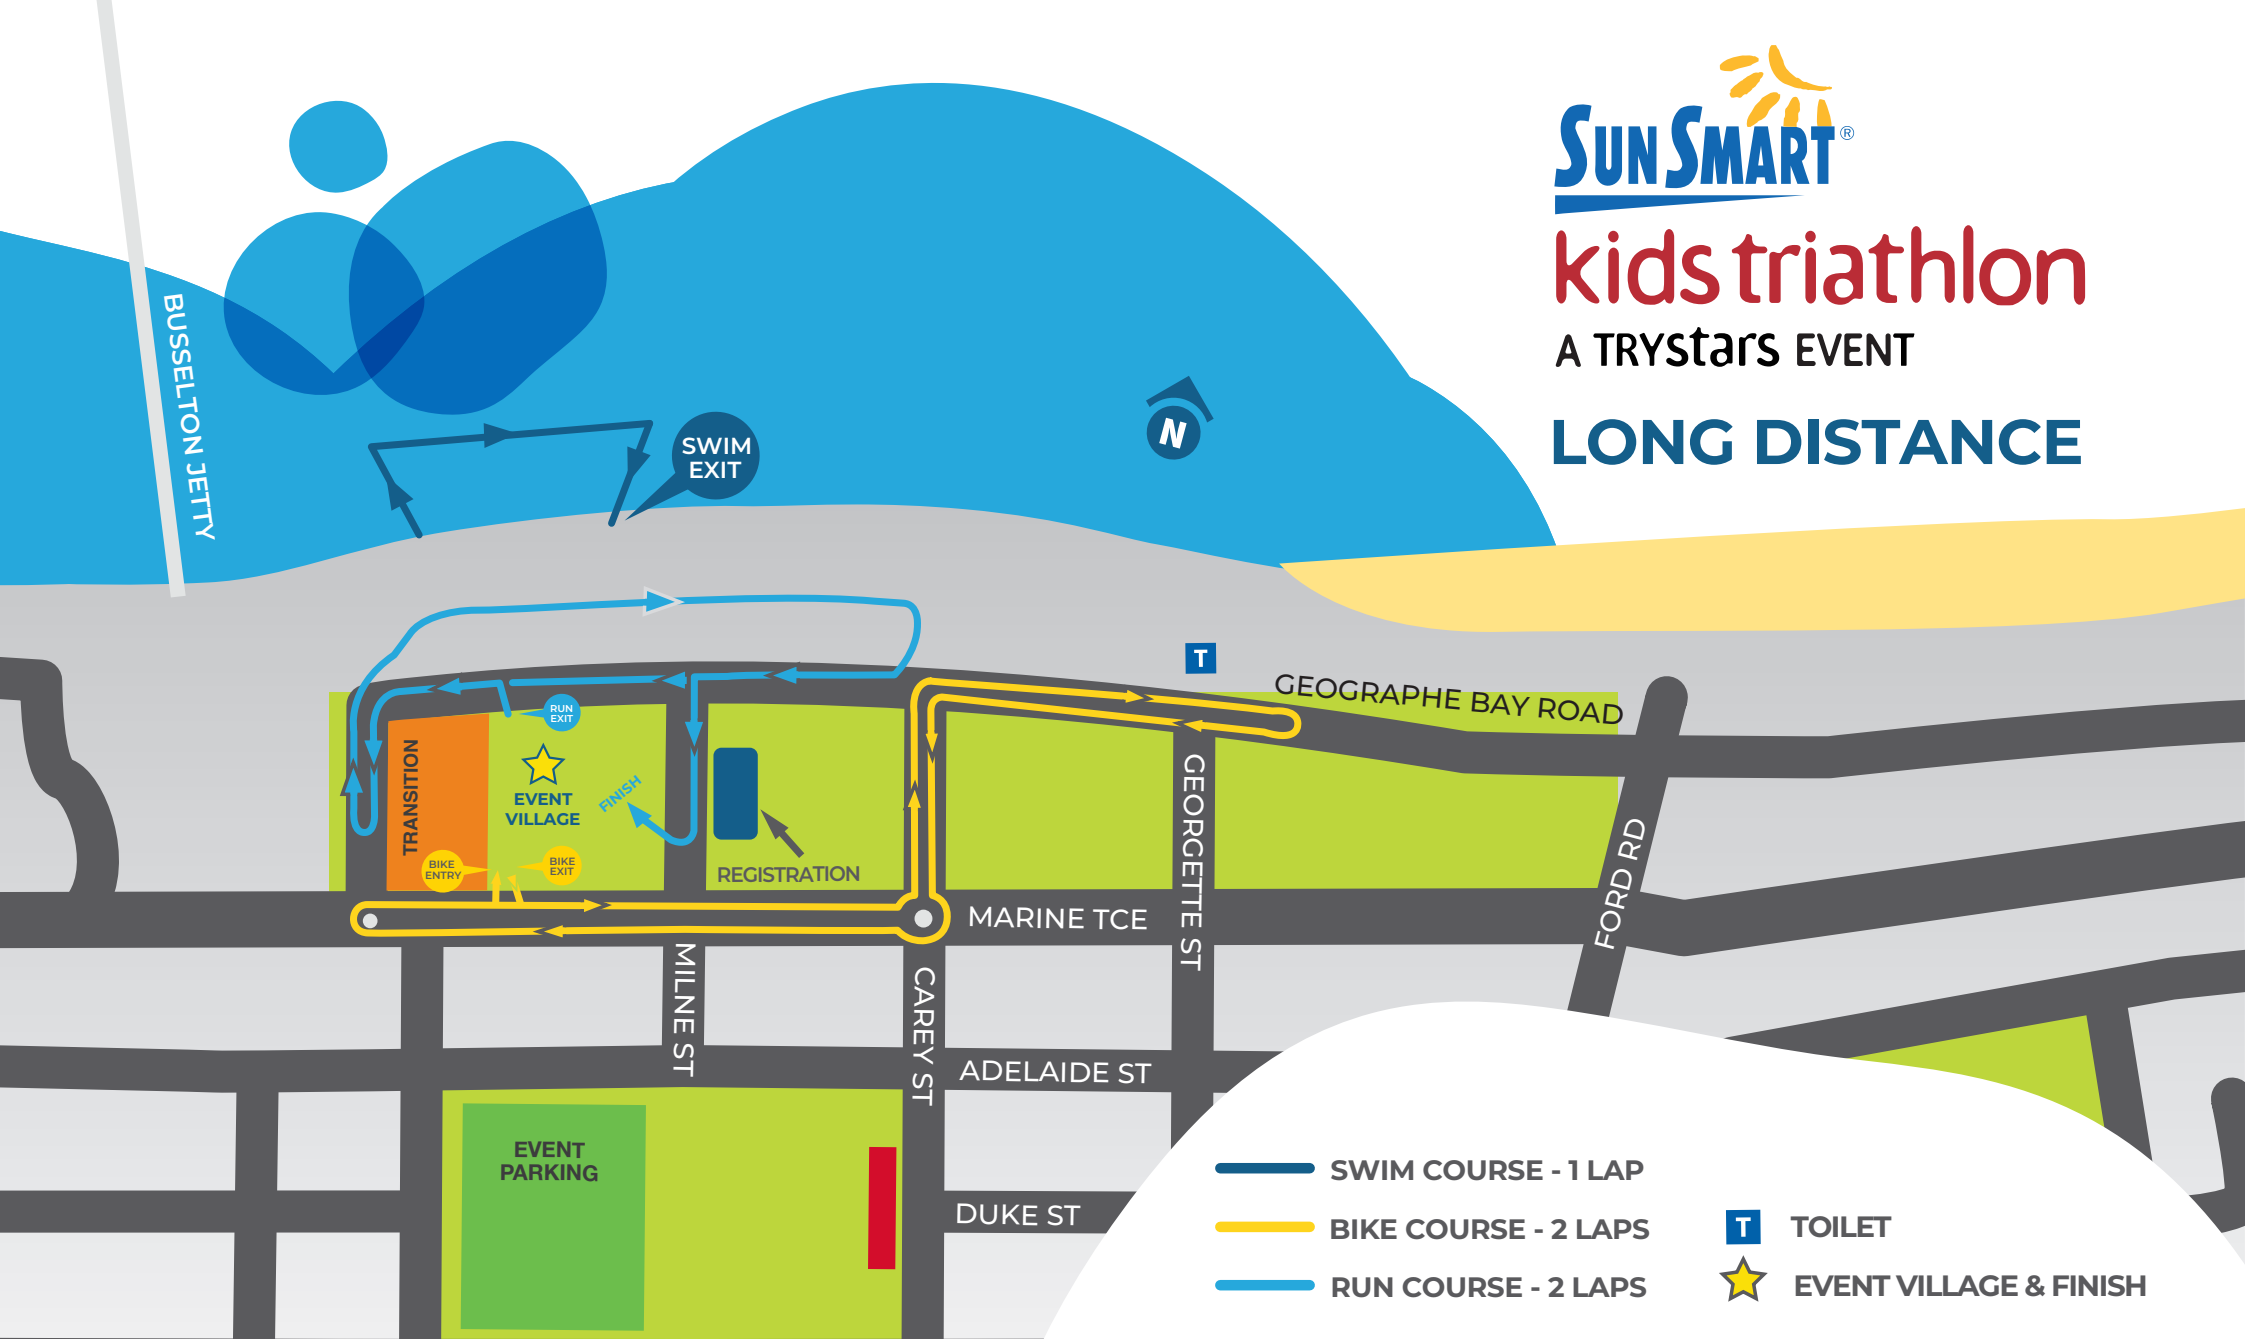 SUNSMART®
kids triathlon
A TRYstars EVENT
LONG DISTANCE
BUSSELTON JETTY
SWIM
EXIT
N
T
GEOGRAPHE BAY ROAD
RUN
EXIT
TRANSITION
EVENT
VILLAGE
FINISH
BIKE
ENTRY
BIKE
EXIT
REGISTRATION
MARINE TCE
GEORGETTE ST
FORD RD
MILNE ST
CAREY ST
ADELAIDE ST
EVENT
PARKING
DUKE ST
SWIM COURSE - 1 LAP
BIKE COURSE - 2 LAPS
RUN COURSE - 2 LAPS
T TOILET
EVENT VILLAGE & FINISH